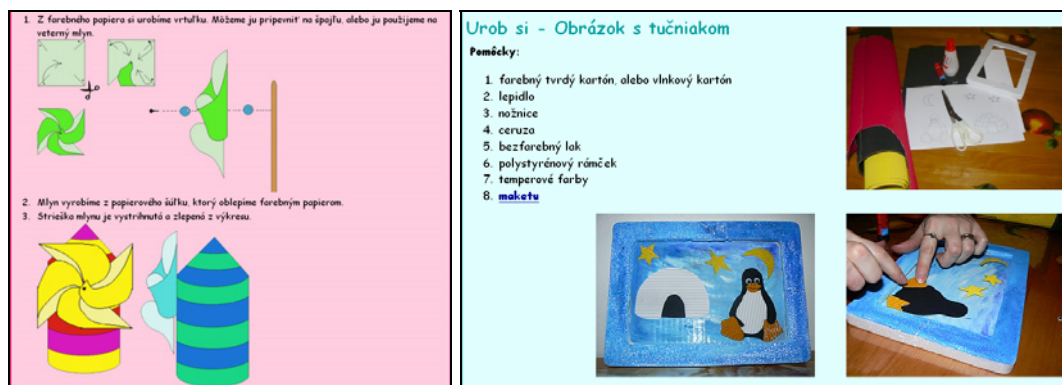 1. Z farebného papiera si urobíme vrtuľku. Môžeme ju pripevniť na špajľu, alebo ju použijeme na
veterný mlyn.
2. Mlyn vyrobíme z papierového šúľku, ktorý oblepíme farebným papierom.
3. Strieška mlynu je vystrihnutá a zlepená z výkresu.
Urob si - Obrázok s tučniakom
Pomôcky:
1. farebný tvrdý kartón, alebo vlnkový kartón
2. lepidlo
3. nožnice
4. ceruza
5. bezfarebný lak
6. polystyrénový rámček
7. temperové farby
8. maketu